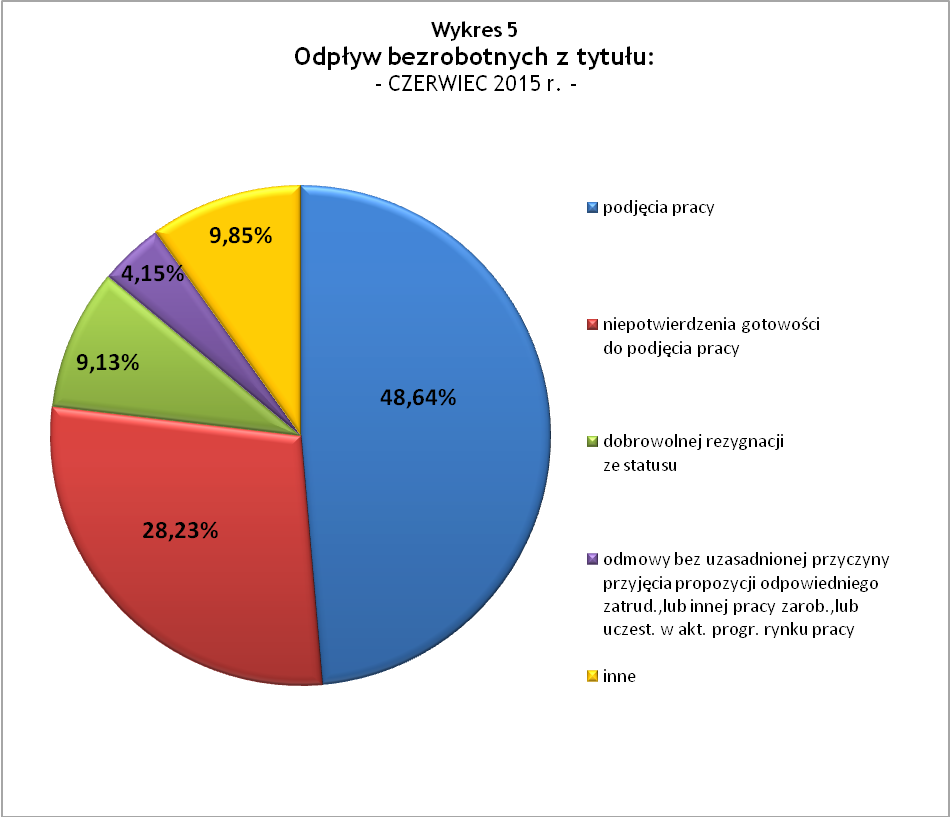 Wykres 5
Odpływ bezrobotnych z tytułu:
- CZERWIEC 2015 r. -
9,85%
4,15%
9,13%
48,64%
28,23%
podjęcia pracy
niepotwierdzenia gotowości
do podjęcia pracy
dobrowolnej rezygnacji
ze statusu
odmowy bez uzasadnionej przyczyny
przyjęcia propozycji odpowiedniego
zatrud.,lub innej pracy zarob.,lub
uczest. w akt. progr. rynku pracy
inne